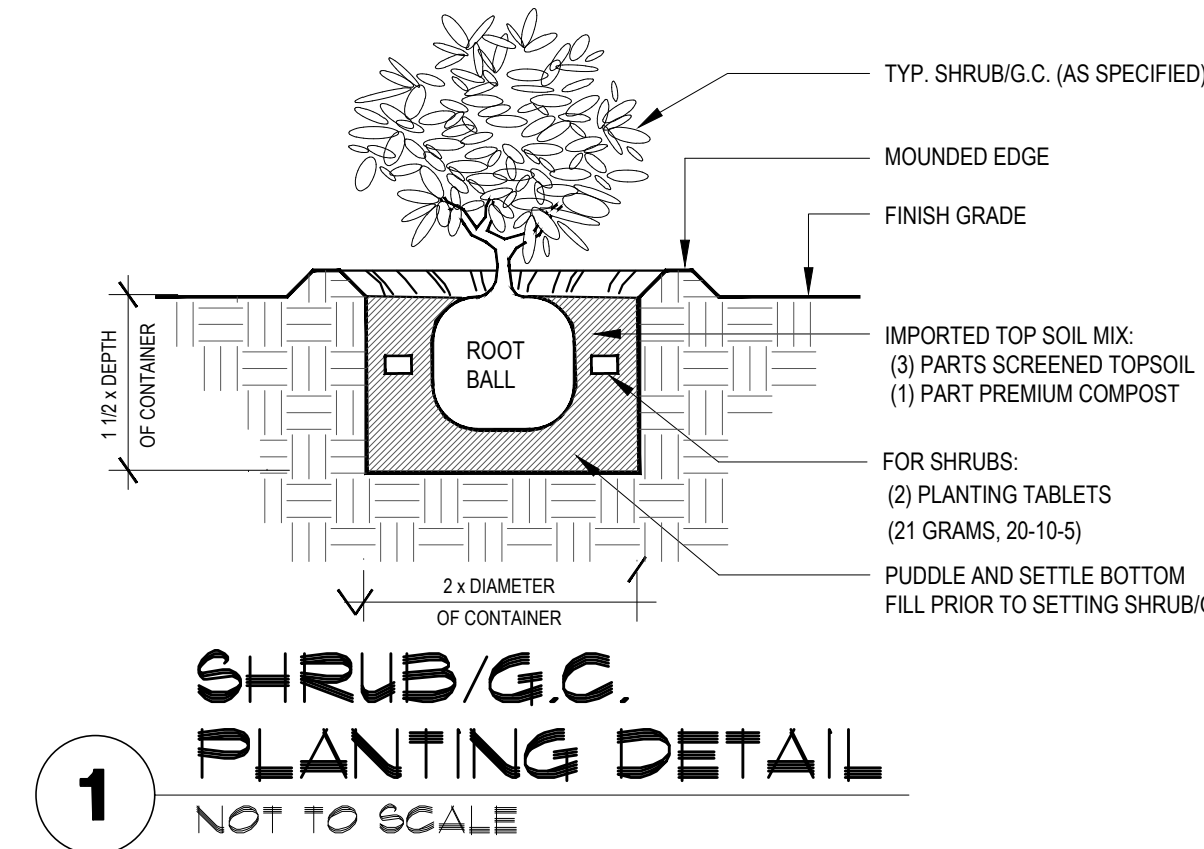 TYP. SHRUB/G.C. (AS SPECIFIED)
MOUNDED EDGE
FINISH GRADE
IMPORTED TOP SOIL MIX:
(3) PARTS SCREENED TOPSOIL
(1) PART PREMIUM COMPOST
FOR SHRUBS:
(2) PLANTING TABLETS
(21 GRAMS, 20-10-5)
PUDDLE AND SETTLE BOTTOM
FILL PRIOR TO SETTING SHRUB/
ROOT
BALL
1 1/2 x DEPTH
OF CONTAINER
2 x DIAMETER
OF CONTAINER
SHRUB/G.C.
PLANTING DETAIL
1
NOT TO SCALE